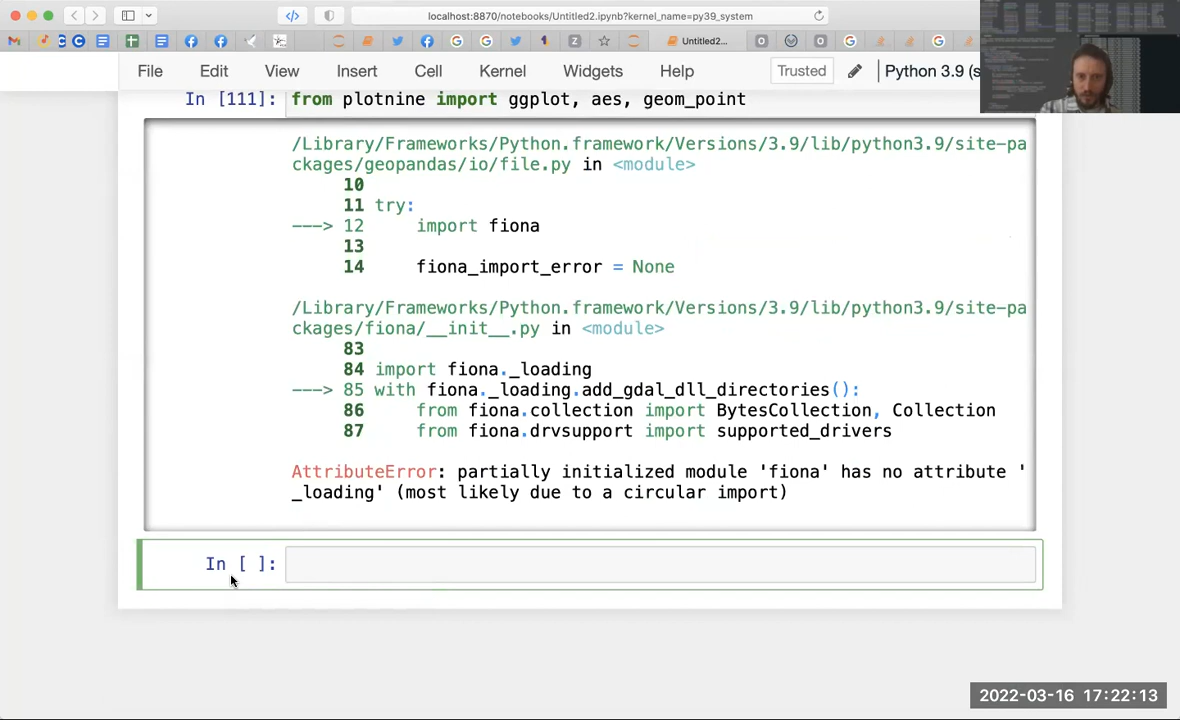 localhost:8870/notebooks/Untitled2.ipynb?kernel_name=py39_system
Untitled2...
File Edit View Insert Cell Kernel Widgets Help Trusted Python 3.9 (s
In [111]: from plotnine import ggplot, aes, geom_point
/Library/Frameworks/Python.framework/Versions/3.9/lib/python3.9/site-pa
ckages/geopandas/io/file.py in <module>
10
11 try:
---> 12     import fiona
13
14     fiona_import_error = None
/Library/Frameworks/Python.framework/Versions/3.9/lib/python3.9/site-pa
ckages/fiona/__init__.py in <module>
83
84 import fiona._loading
---> 85 with fiona._loading.add_gdal_dll_directories():
86     from fiona.collection import BytesCollection, Collection
87     from fiona.drvsupport import supported_drivers
AttributeError: partially initialized module 'fiona' has no attribute '
_loading' (most likely due to a circular import)
In [ ]:
2022-03-16 17:22:13